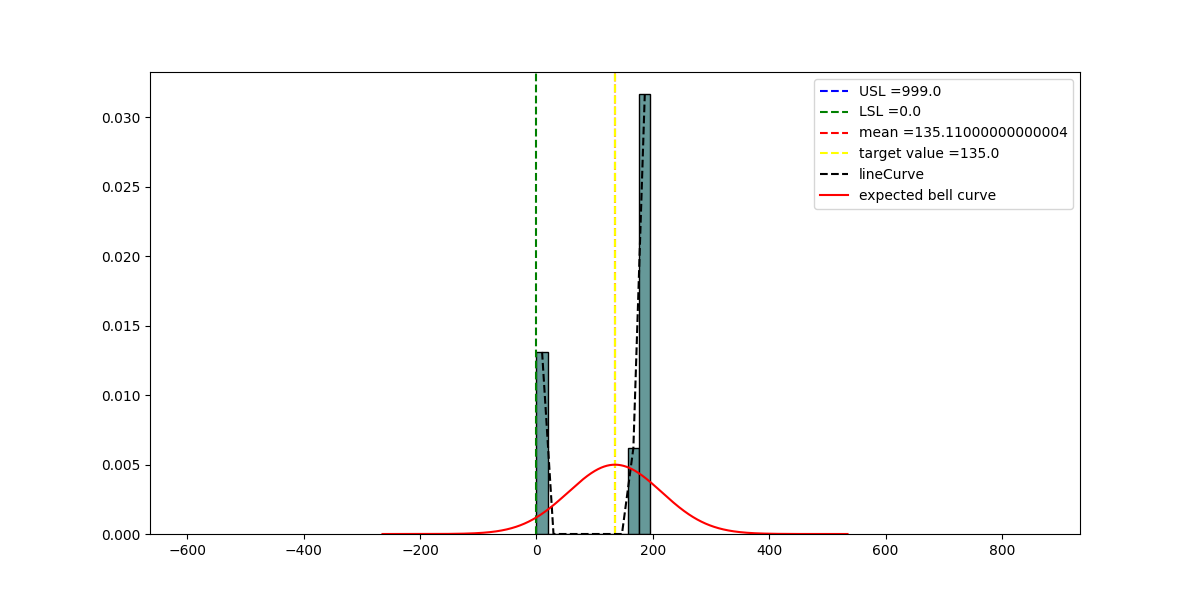 USL =999.0
LSL =0.0
mean =135.11000000000004
target value =135.0
lineCurve
expected bell curve
0.030
0.025
0.020
0.015
0.010
0.005
0.000
−600 −400 −200 0 200 400 600 800